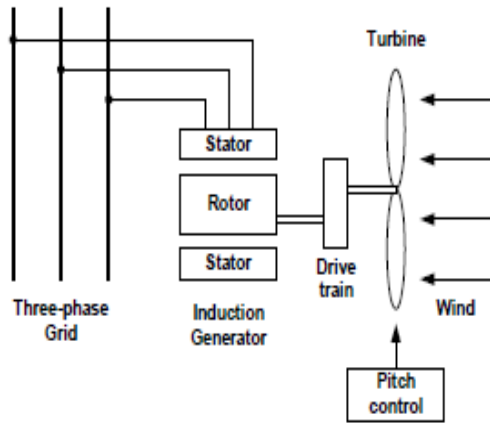 Turbine
Stator
Rotor
Stator
Drive
train
Three-phase
Grid
Induction
Generator
Wind
Pitch
control